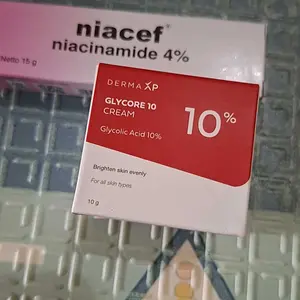 niacef
niacinamide 4%
Netto 15 g
DERMA XP
GLYCORE 10
CREAM
Glycolic Acid 10%
10%
Brighten skin evenly
For all skin types
10 g